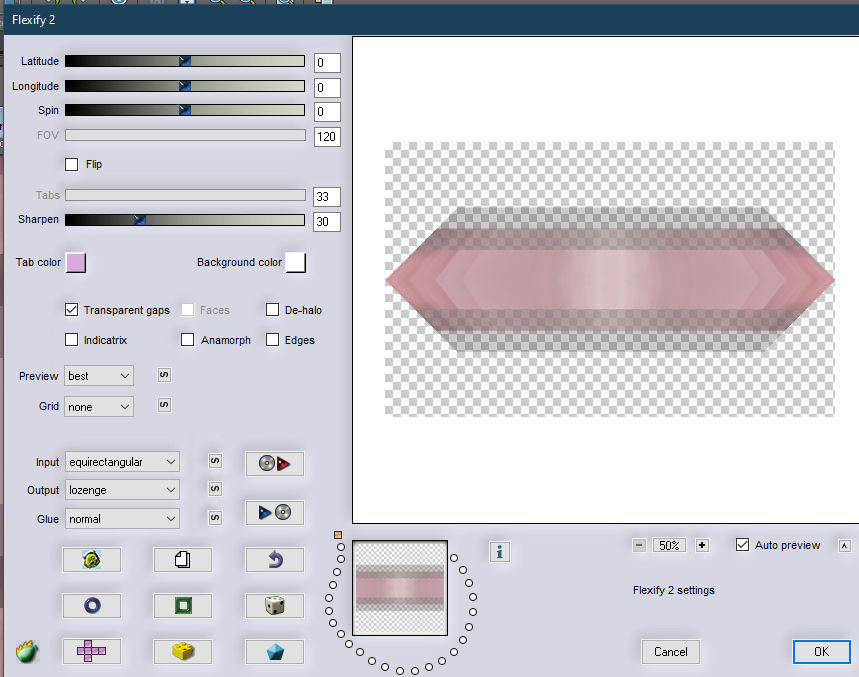 Flexify 2
Latitude 0
Longitude 0
Spin 0
FOV 120
Flip
Tabs 33
Sharpen 30
Tab color Background color
Transparent gaps Faces De-halo
Indicatrix Anamorph Edges
Preview best S
Grid none S
Input equirectangular S
Output lozenge S
Glue normal S
i
− 50% + Auto preview ^
Flexify 2 settings
Cancel OK